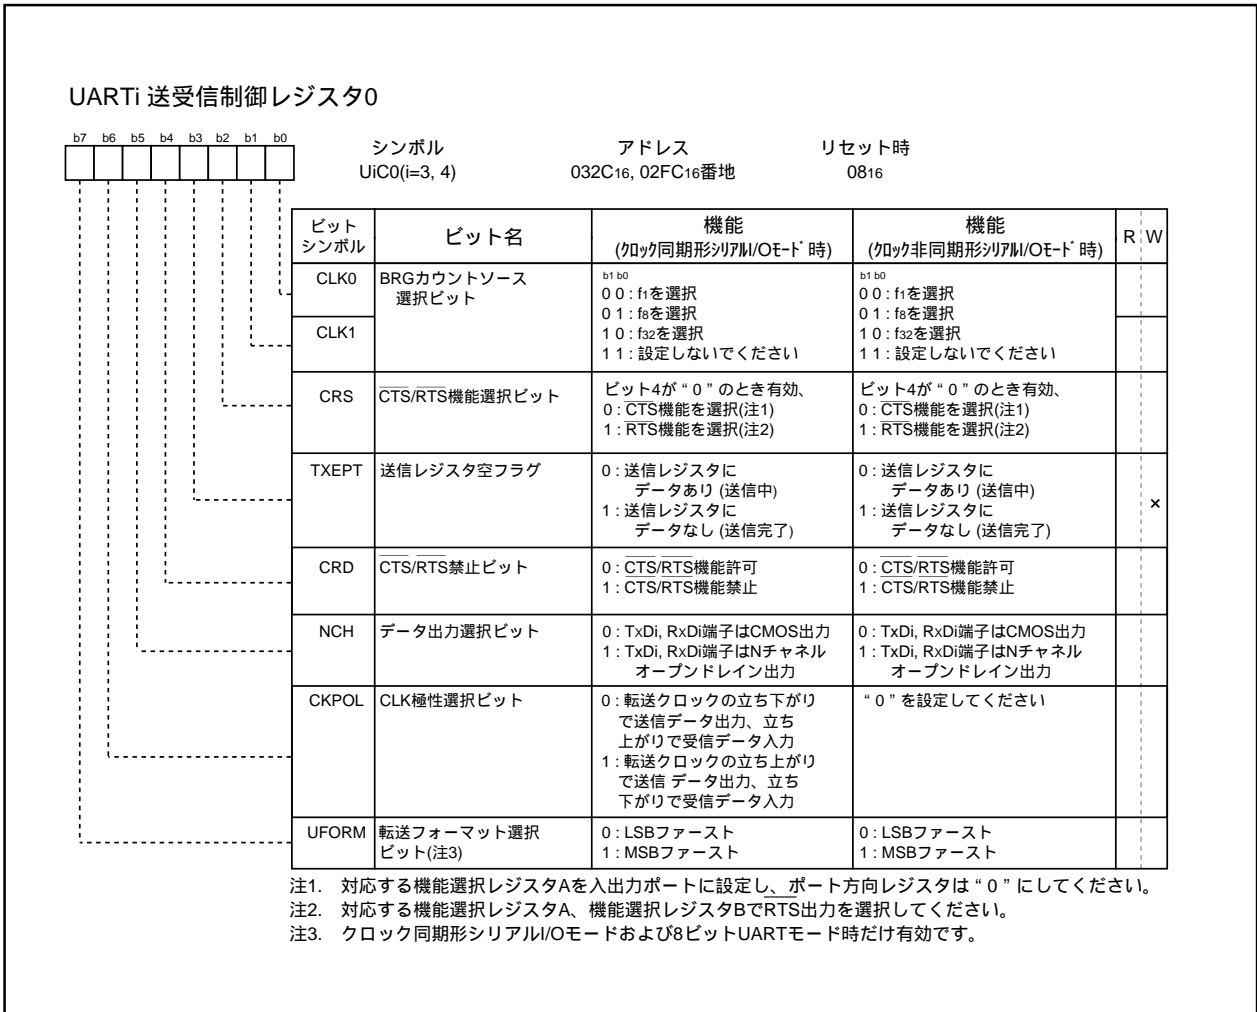 UARTi 送受信制御レジスタ0
b7 b6 b5 b4 b3 b2 b1 b0
シンボル アドレス リセット時
UiC0(i=3, 4) 032C16, 02FC16番地 0816
ビット
シンボル
ビット名
機能
(クロック同期形シリアルI/Oモード時)
機能
(クロック非同期形シリアルI/Oモード時)
R W
CLK0
CLK1
BRGカウントソース
選択ビット
b1 b0
0 0 : f1を選択
0 1 : f8を選択
1 0 : f32を選択
1 1 : 設定しないでください
b1 b0
0 0 : f1を選択
0 1 : f8を選択
1 0 : f32を選択
1 1 : 設定しないでください
CRS
CTS/RTS機能選択ビット
ビット4が“0”のとき有効、
0 : CTS機能を選択(注1)
1 : RTS機能を選択(注2)
ビット4が“0”のとき有効、
0 : CTS機能を選択(注1)
1 : RTS機能を選択(注2)
TXEPT
送信レジスタ空フラグ
0 : 送信レジスタに
データあり (送信中)
1 : 送信レジスタに
データなし (送信完了)
0 : 送信レジスタに
データあり (送信中)
1 : 送信レジスタに
データなし (送信完了)
×
CRD
CTS/RTS禁止ビット
0 : CTS/RTS機能許可
1 : CTS/RTS機能禁止
0 : CTS/RTS機能許可
1 : CTS/RTS機能禁止
NCH
データ出力選択ビット
0 : TxDi, RxDi端子はCMOS出力
1 : TxDi, RxDi端子はNチャネル
オープンドレイン出力
0 : TxDi, RxDi端子はCMOS出力
1 : TxDi, RxDi端子はNチャネル
オープンドレイン出力
CKPOL
CLK極性選択ビット
0 : 転送クロックの立ち下がり
で送信データ出力、立ち
上がりで受信データ入力
1 : 転送クロックの立ち上がり
で送信 データ出力、立ち
下がりで受信データ入力
“0”を設定してください
UFORM
転送フォーマット選択
ビット(注3)
0 : LSBファースト
1 : MSBファースト
0 : LSBファースト
1 : MSBファースト
注1. 対応する機能選択レジスタAを入出力ポートに設定し、ポート方向レジスタは“0”にしてください。
注2. 対応する機能選択レジスタA、機能選択レジスタBでRTS出力を選択してください。
注3. クロック同期形シリアルI/Oモードおよび8ビットUARTモード時だけ有効です。